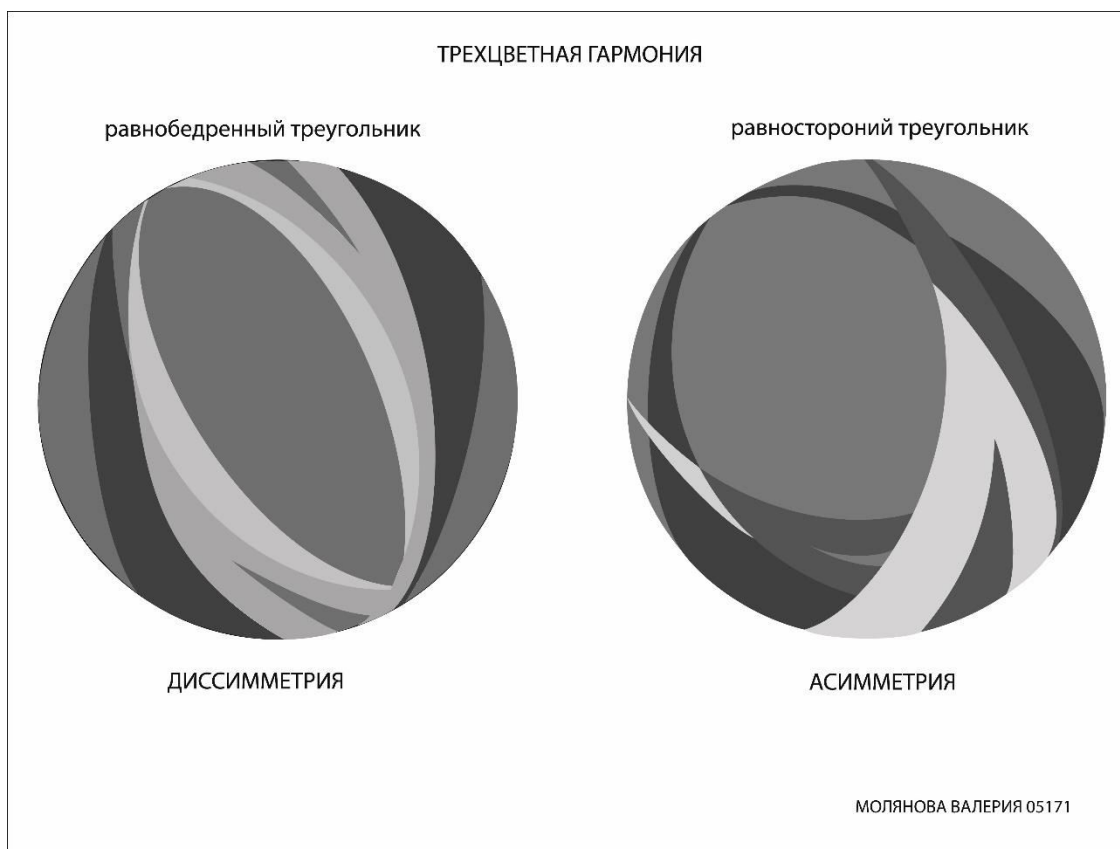 ТРЕХЦВЕТНАЯ ГАРМОНИЯ
равнобедренный треугольник
равностороний треугольник
ДИССИММЕТРИЯ
АСИММЕТРИЯ
МОЛЯНОВА ВАЛЕРИЯ 05171